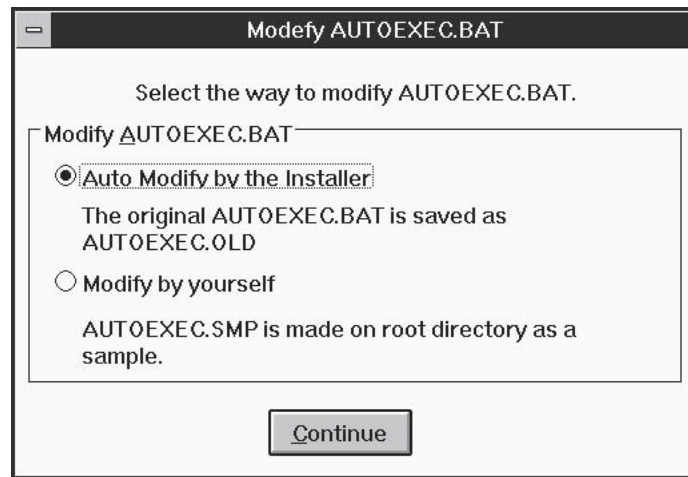 Modefy AUTOEXEC.BAT
Select the way to modify AUTOEXEC.BAT.
Modify AUTOEXEC.BAT
Auto Modify by the Installer
The original AUTOEXEC.BAT is saved as
AUTOEXEC.OLD
Modify by yourself
AUTOEXEC.SMP is made on root directory as a
sample.
Continue